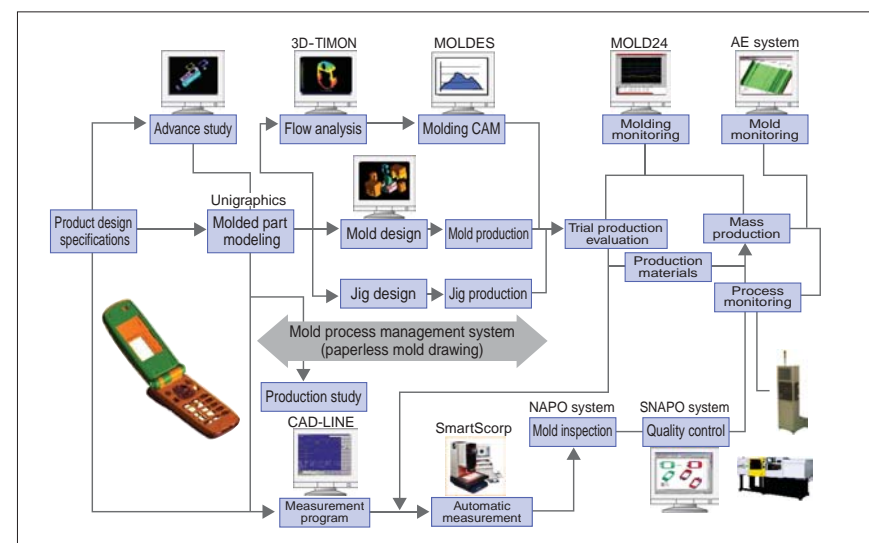 3D-TIMON
MOLDES
MOLD24
AE system
Advance study
Flow analysis
Molding CAM
Molding
monitoring
Mold
monitoring
Unigraphics
Product design
specifications
Molded part
modeling
Mold design
Mold production
Trial production
evaluation
Mass
production
Production
materials
Jig design
Jig production
Process
monitoring
Mold process management system
(paperless mold drawing)
Production study
CAD-LINE
SmartScorp
NAPO system
SNAPO system
Mold inspection
Quality control
Measurement
program
Automatic
measurement